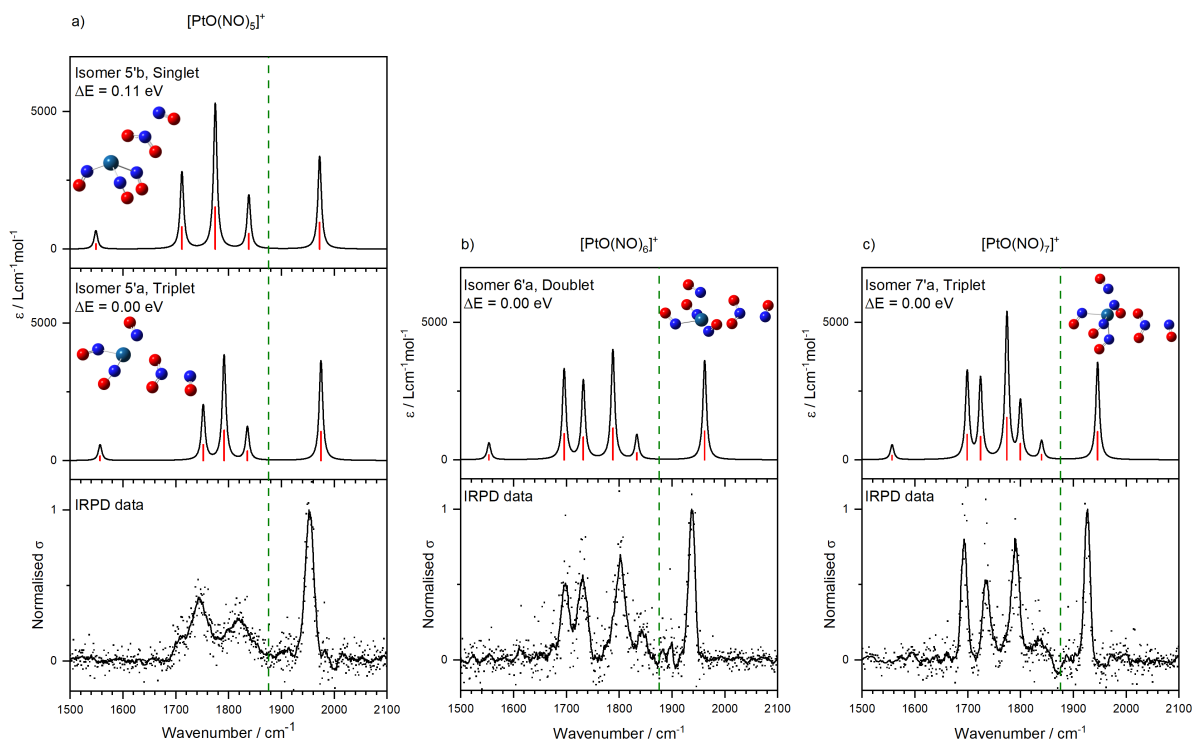 a)
[PtO(NO)₅]⁺
Isomer 5'b, Singlet
ΔE = 0.11 eV
5000
0
ε / Lcm⁻¹mol⁻¹
Isomer 5'a, Triplet
ΔE = 0.00 eV
5000
0
IRPD data
1
0
Normalised σ
1500 1600 1700 1800 1900 2000 2100
Wavenumber / cm⁻¹
b)
[PtO(NO)₆]⁺
Isomer 6'a, Doublet
ΔE = 0.00 eV
5000
0
ε / Lcm⁻¹mol⁻¹
IRPD data
1
0
Normalised σ
1500 1600 1700 1800 1900 2000 2100
Wavenumber / cm⁻¹
c)
[PtO(NO)₇]⁺
Isomer 7'a, Triplet
ΔE = 0.00 eV
5000
0
ε / Lcm⁻¹mol⁻¹
IRPD data
1
0
Normalised σ
1500 1600 1700 1800 1900 2000 2100
Wavenumber / cm⁻¹